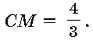 CM = 4/3 .